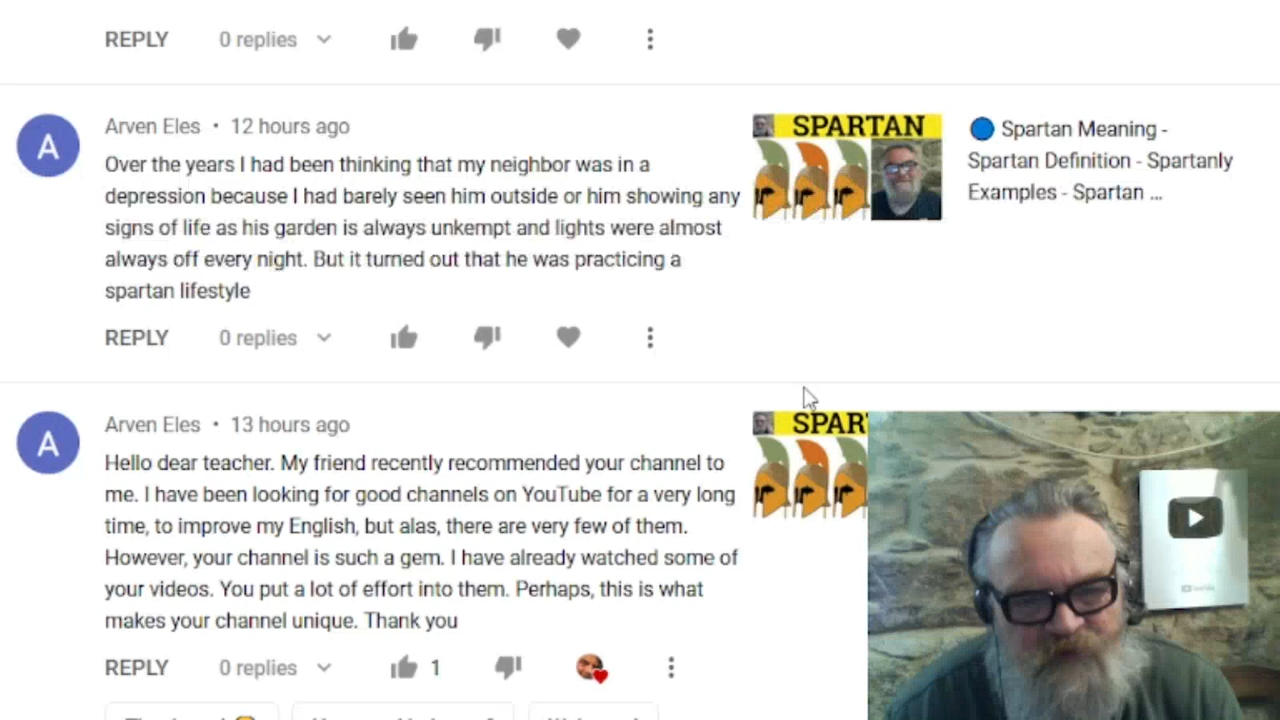 REPLY 0 replies
A
Arven Eles • 12 hours ago
Over the years I had been thinking that my neighbor was in a
depression because I had barely seen him outside or him showing any
signs of life as his garden is always unkempt and lights were almost
always off every night. But it turned out that he was practicing a
spartan lifestyle
SPARTAN
Spartan Meaning -
Spartan Definition - Spartanly
Examples - Spartan ...
REPLY 0 replies
A
Arven Eles • 13 hours ago
Hello dear teacher. My friend recently recommended your channel to
me. I have been looking for good channels on YouTube for a very long
time, to improve my English, but alas, there are very few of them.
However, your channel is such a gem. I have already watched some of
your videos. You put a lot of effort into them. Perhaps, this is what
makes your channel unique. Thank you
SPAR
REPLY 0 replies 1